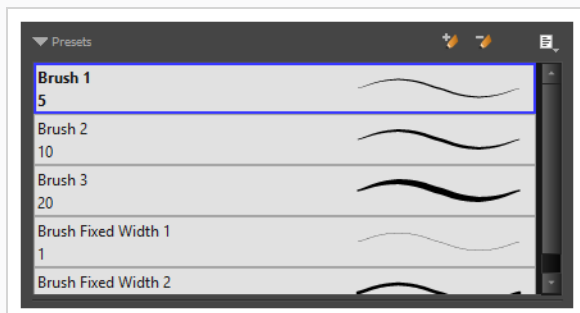 Presets
Brush 1
5
Brush 2
10
Brush 3
20
Brush Fixed Width 1
1
Brush Fixed Width 2